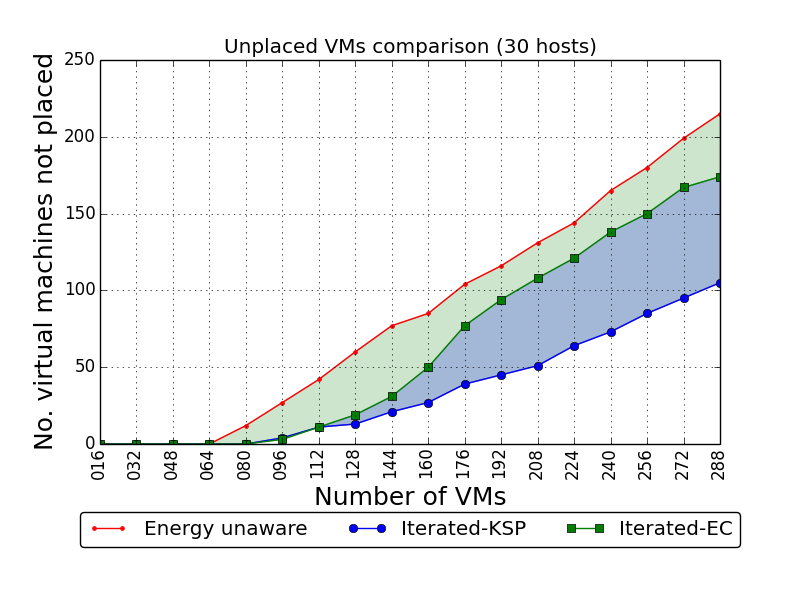 Unplaced VMs comparison (30 hosts)
No. virtual machines not placed
250
200
150
100
50
0
016 032 048 064 080 096 112 128 144 160 176 192 208 224 240 256 272 288
Number of VMs
Energy unaware Iterated-KSP Iterated-EC